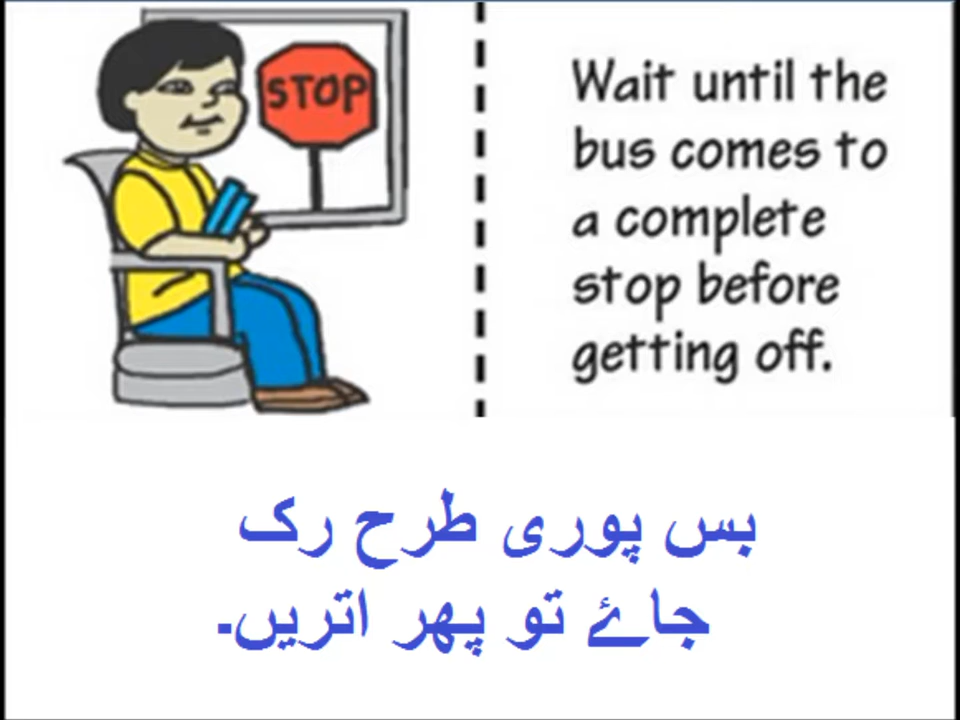 STOP
Wait until the
bus comes to
a complete
stop before
getting off.
بس پوری طرح رک
جاۓ تو پھر اتریں۔